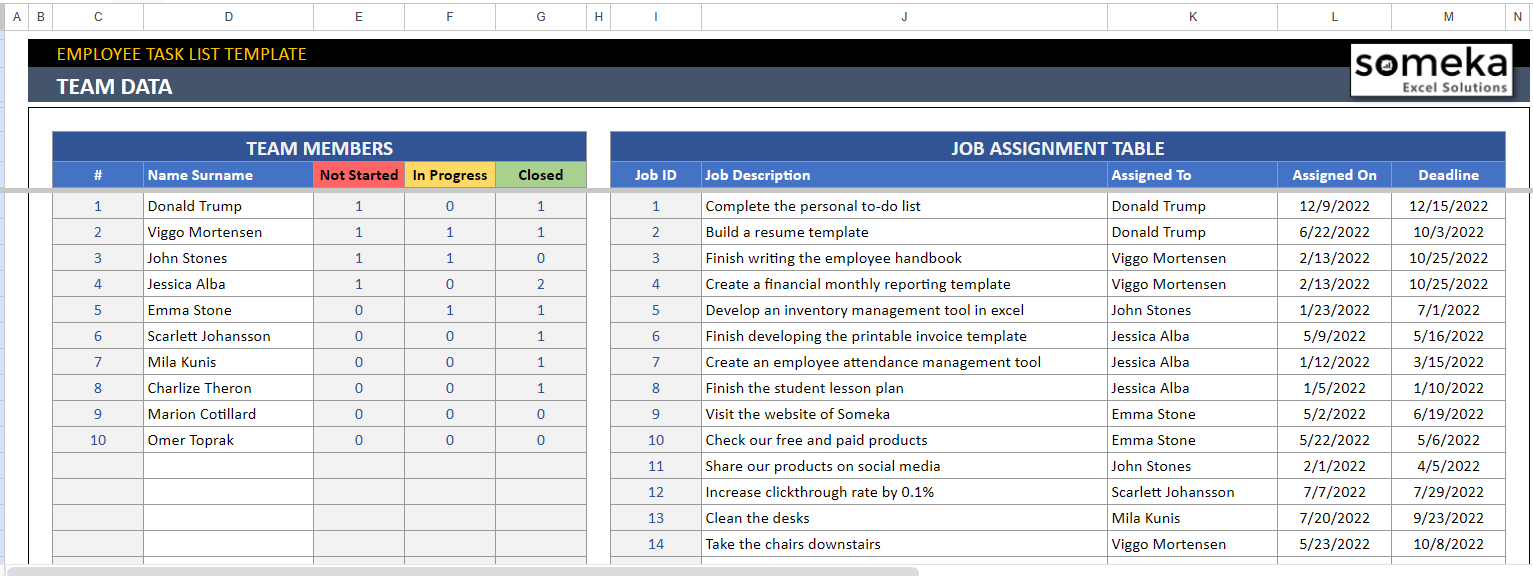 A B C D E F G H I J K L M N
EMPLOYEE TASK LIST TEMPLATE
TEAM DATA
someka
Excel Solutions
TEAM MEMBERS JOB ASSIGNMENT TABLE
# Name Surname Not Started In Progress Closed Job ID Job Description Assigned To Assigned On Deadline
1 Donald Trump 1 0 1 1 Complete the personal to-do list Donald Trump 12/9/2022 12/15/2022
2 Viggo Mortensen 1 1 1 2 Build a resume template Donald Trump 6/22/2022 10/3/2022
3 John Stones 1 1 0 3 Finish writing the employee handbook Viggo Mortensen 2/13/2022 10/25/2022
4 Jessica Alba 1 0 2 4 Create a financial monthly reporting template Viggo Mortensen 2/13/2022 10/25/2022
5 Emma Stone 0 1 1 5 Develop an inventory management tool in excel John Stones 1/23/2022 7/1/2022
6 Scarlett Johansson 0 0 1 6 Finish developing the printable invoice template Jessica Alba 5/9/2022 5/16/2022
7 Mila Kunis 0 0 1 7 Create an employee attendance management tool Jessica Alba 1/12/2022 3/15/2022
8 Charlize Theron 0 0 1 8 Finish the student lesson plan Jessica Alba 1/5/2022 1/10/2022
9 Marion Cotillard 0 0 0 9 Visit the website of Someka Emma Stone 5/2/2022 6/19/2022
10 Omer Toprak 0 0 0 10 Check our free and paid products Emma Stone 5/22/2022 5/6/2022
11 Share our products on social media John Stones 2/1/2022 4/5/2022
12 Increase clickthrough rate by 0.1% Scarlett Johansson 7/7/2022 7/29/2022
13 Clean the desks Mila Kunis 7/20/2022 9/23/2022
14 Take the chairs downstairs Viggo Mortensen 5/23/2022 10/8/2022